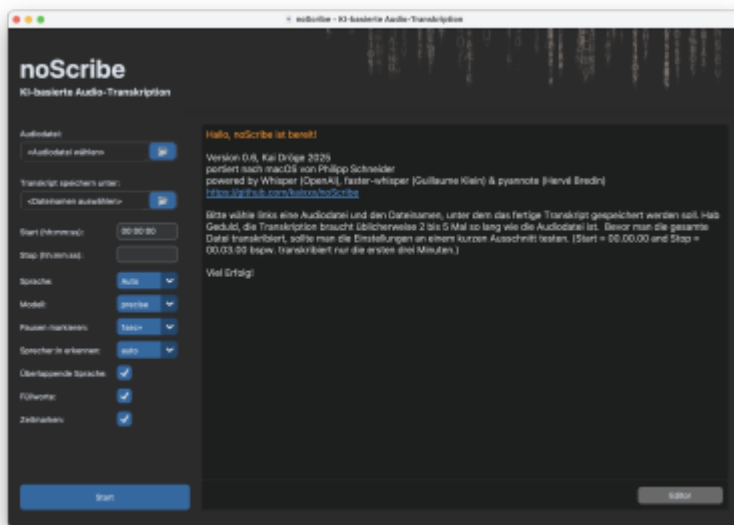 noScribe - KI-basierte Audio-Transkription
noScribe
KI-basierte Audio-Transkription
Audiodatei:
<Audiodatei wählen>
Transkript speichern unter:
<Dateinamen auswählen>
Start (hh:mm:ss):
00:00:00
Stop (hh:mm:ss):
Sprache:
Auto
Modell:
precise
Pausen markieren:
1sec+
Sprecher:in erkennen:
auto
Überlappende Sprache:
Füllworte:
Zeitmarken:
Start
Hallo, noScribe ist bereit!
Version 0.6, Kai Dröge 2025
portiert nach macOS von Philipp Schneider
powered by Whisper (OpenAI), faster-whisper (Guillaume Klein) & pyannote (Hervé Bredin)
https://github.com/kaixxx/noScribe
Bitte wähle links eine Audiodatei und den Dateinamen, unter dem das fertige Transkript gespeichert werden soll. Hab
Geduld, die Transkription braucht üblicherweise 2 bis 5 Mal so lang wie die Audiodatei ist. Bevor man die gesamte
Datei transkribiert, sollte man die Einstellungen an einem kurzen Ausschnitt testen. (Start = 00.00.00 and Stop =
00.03.00 bspw. transkribiert nur die ersten drei Minuten.)
Viel Erfolg!
Editor